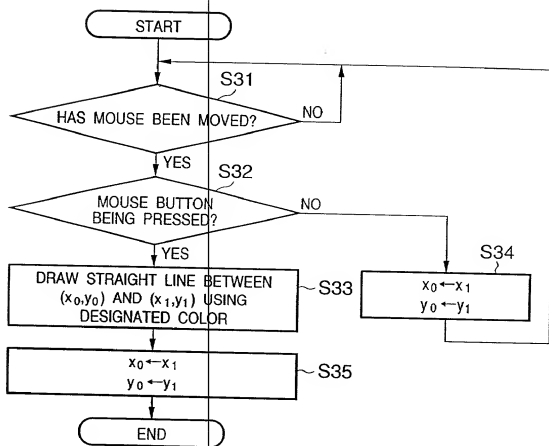 START
S31
HAS MOUSE BEEN MOVED?
NO
YES
S32
MOUSE BUTTON
BEING PRESSED?
NO
YES
S34
x₀←x₁
y₀←y₁
DRAW STRAIGHT LINE BETWEEN
(x₀,y₀) AND (x₁,y₁) USING
DESIGNATED COLOR
S33
x₀←x₁
y₀←y₁
S35
END